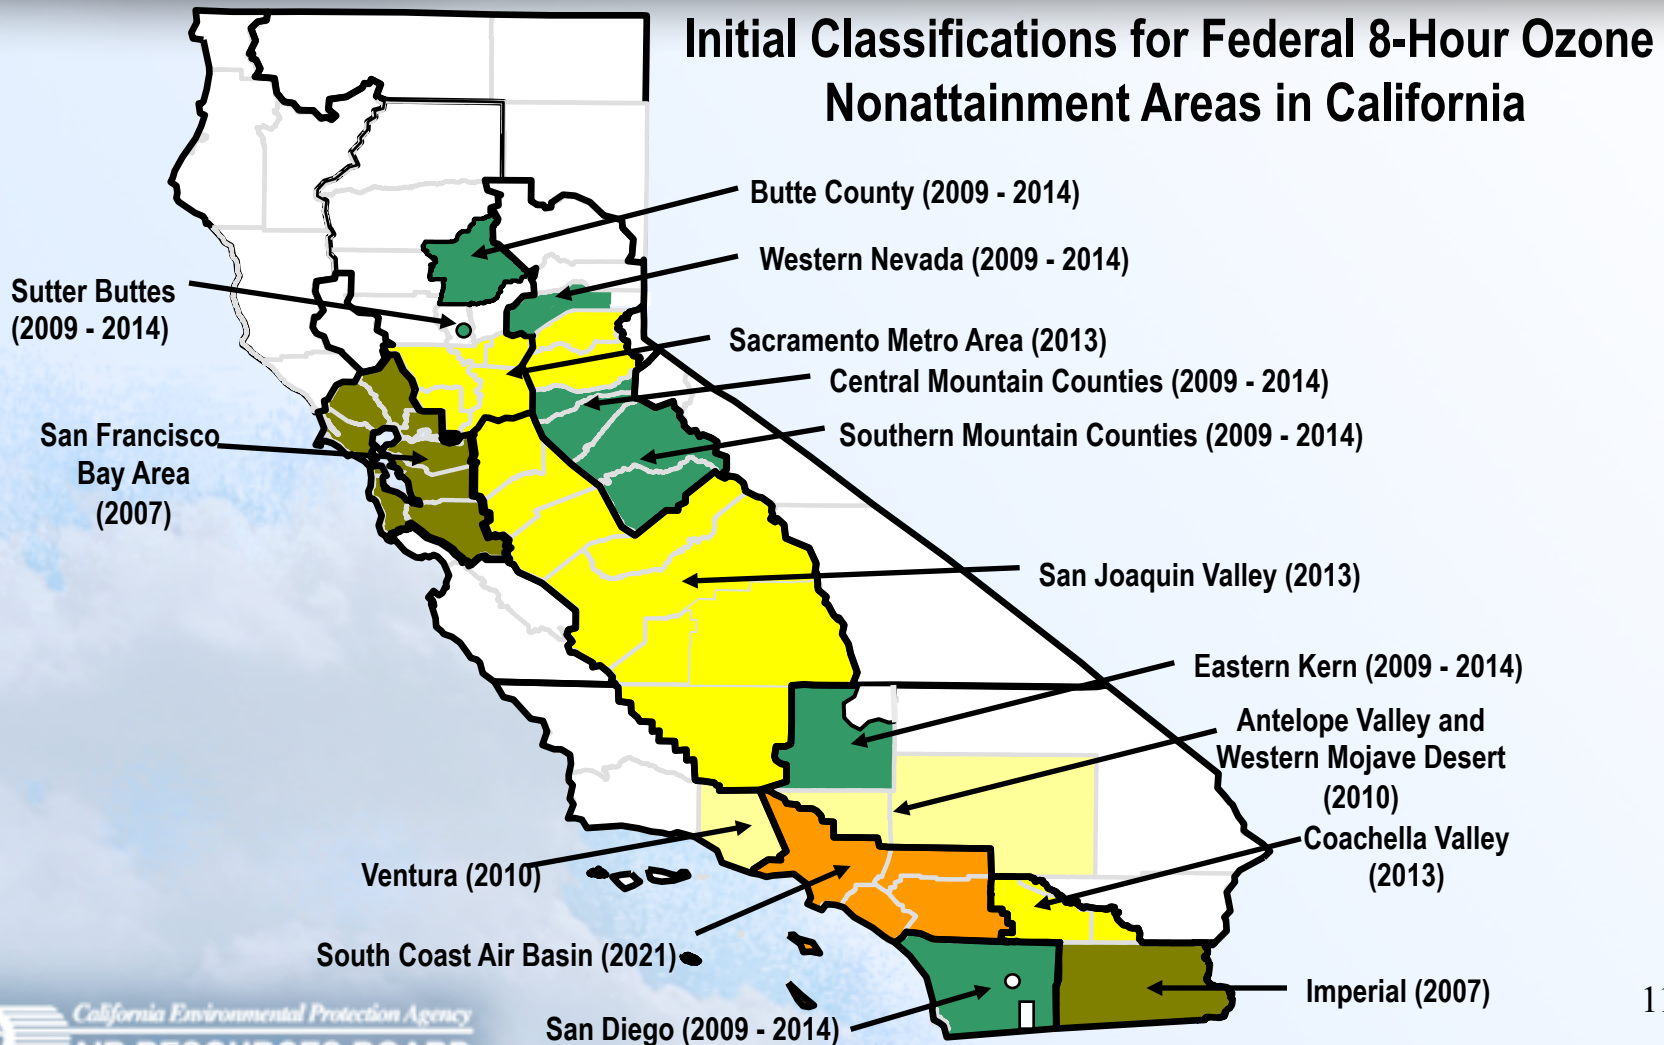 Initial Classifications for Federal 8-Hour Ozone
Nonattainment Areas in California
Butte County (2009 - 2014)
Western Nevada (2009 - 2014)
Sutter Buttes
(2009 - 2014)
Sacramento Metro Area (2013)
Central Mountain Counties (2009 - 2014)
Southern Mountain Counties (2009 - 2014)
San Francisco
Bay Area
(2007)
San Joaquin Valley (2013)
Eastern Kern (2009 - 2014)
Antelope Valley and
Western Mojave Desert
(2010)
Coachella Valley
(2013)
Ventura (2010)
South Coast Air Basin (2021)
Imperial (2007)
San Diego (2009 - 2014)
11
California Environmental Protection Agency
AIR RESOURCES BOARD